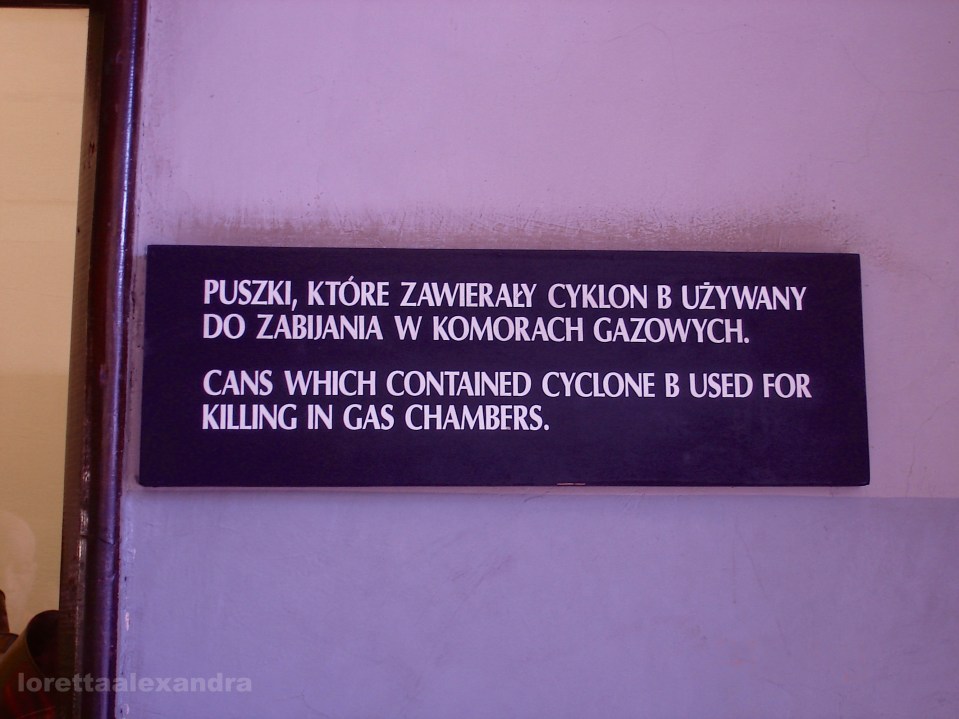 PUSZKI, KTÓRE ZAWIERAŁY CYKLON B UŻYWANY
DO ZABIJANIA W KOMORACH GAZOWYCH.
CANS WHICH CONTAINED CYCLONE B USED FOR
KILLING IN GAS CHAMBERS.
lorettaalexandra